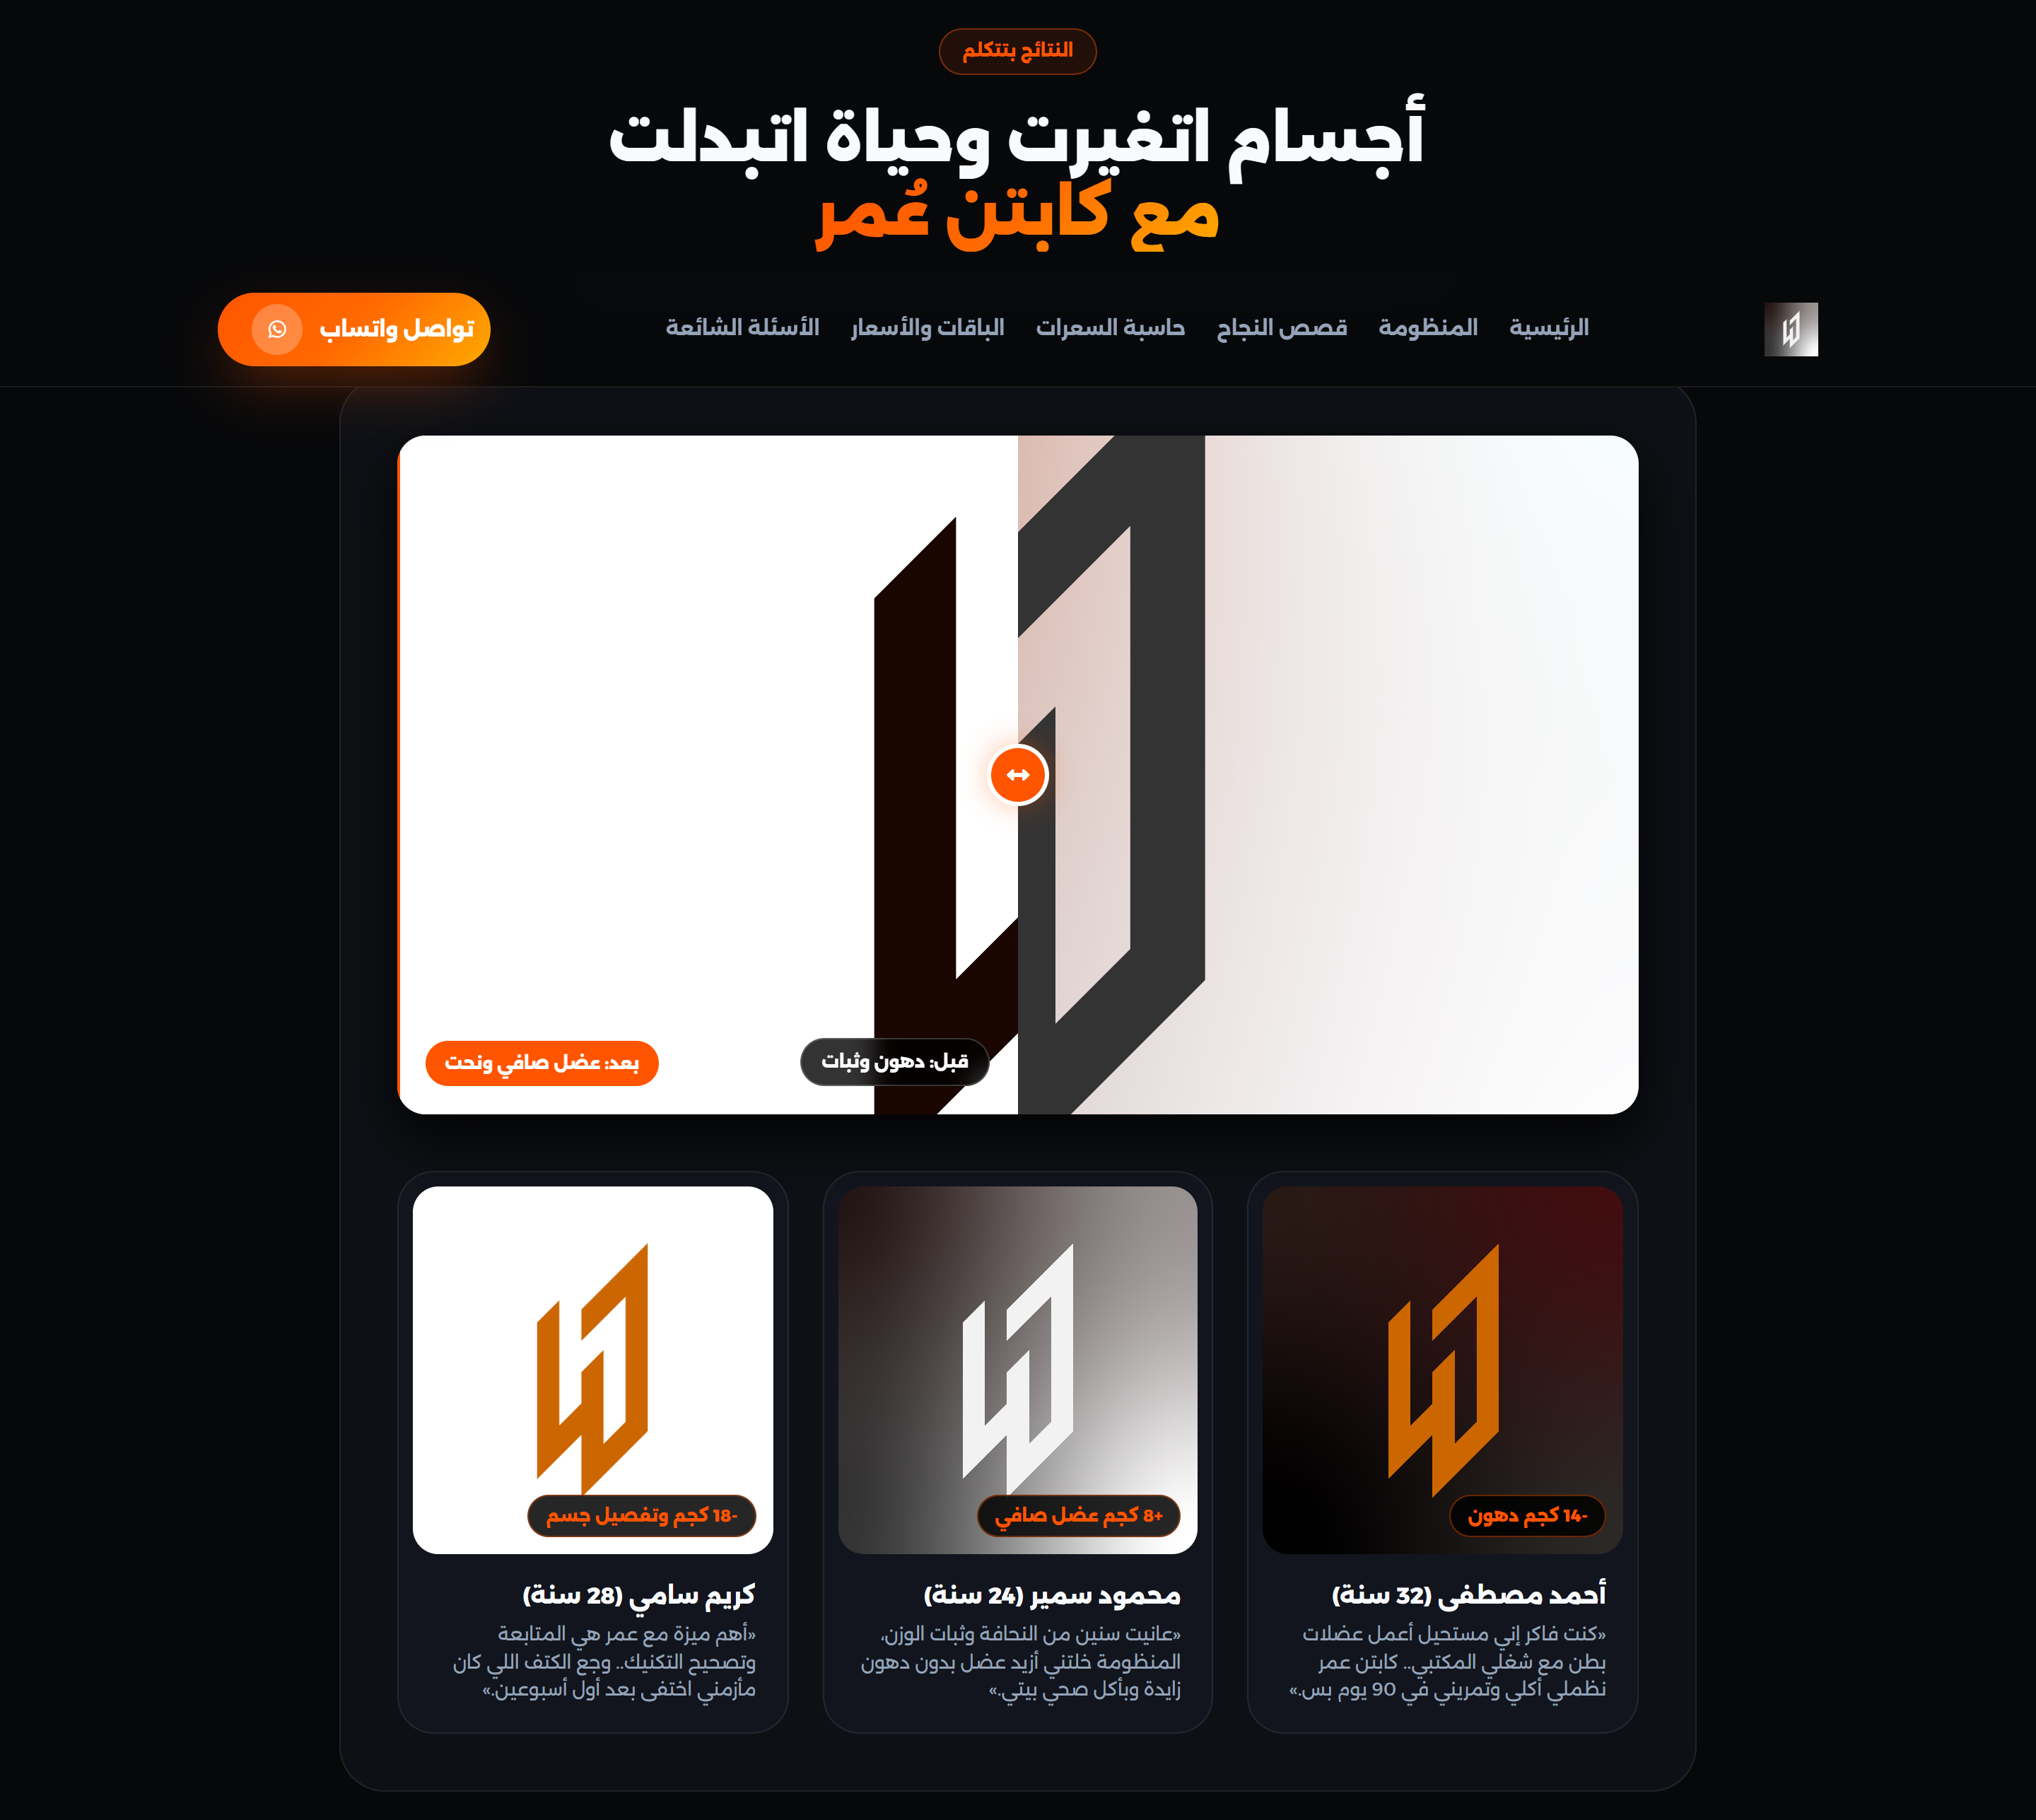 النتائج بتتكلم
أجسام اتغيرت وحياة اتبدلت
مع كابتن عُمر
الرئيسية
المنظومة
قصص النجاح
حاسبة السعرات
الباقات والأسعار
الأسئلة الشائعة
تواصل واتساب
قبل: دهون وثبات
بعد: عضل صافي ونحت
-14 كجم دهون
أحمد مصطفى (32 سنة)
«كنت فاكر إني مستحيل أعمل عضلات
بطن مع شغلي المكتبي.. كابتن عمر
نظملي أكلي وتمريني في 90 يوم بس.»
+8 كجم عضل صافي
محمود سمير (24 سنة)
«عانيت سنين من النحافة وثبات الوزن،
المنظومة خلتني أزيد عضل بدون دهون
زايدة وبأكل صحي بيتي.»
-18 كجم وتفصيل جسم
كريم سامي (28 سنة)
«أهم ميزة مع عمر هي المتابعة
وتصحيح التكنيك.. وجع الكتف اللي كان
مأزمني اختفى بعد أول أسبوعين.»